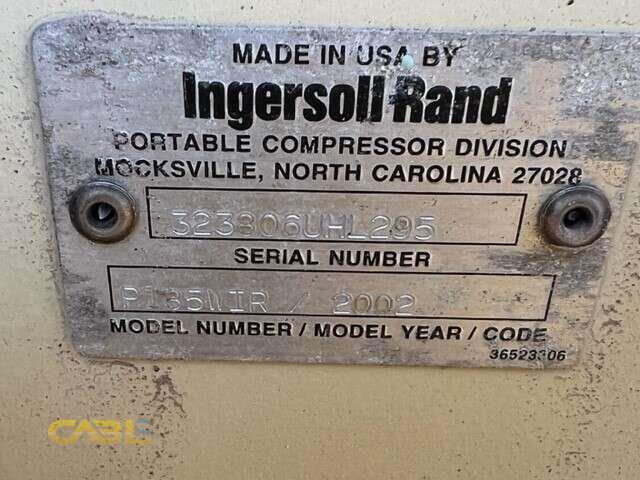 MADE IN USA BY
Ingersoll Rand
PORTABLE COMPRESSOR DIVISION
MOCKSVILLE, NORTH CAROLINA 27028
323806UHL295
SERIAL NUMBER
P185WIR / 2002
MODEL NUMBER / MODEL YEAR / CODE
36523306
CABLE